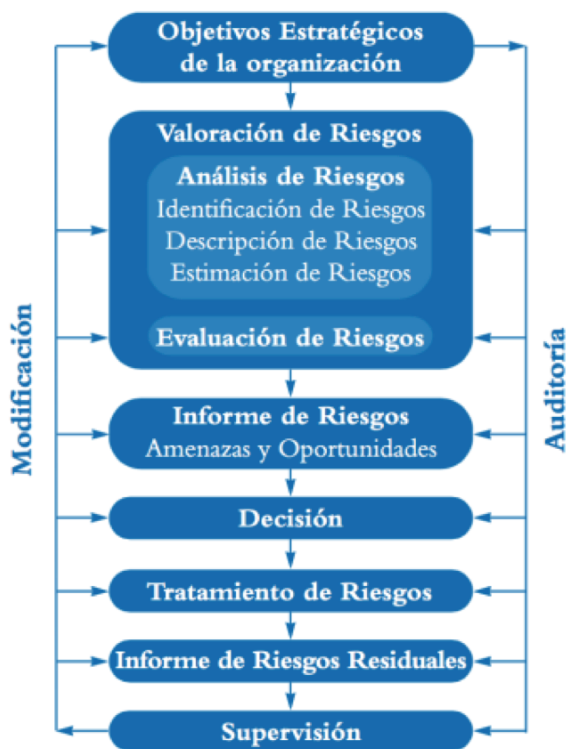 Objetivos Estratégicos
de la organización
Valoración de Riesgos
Análisis de Riesgos
Identificación de Riesgos
Descripción de Riesgos
Estimación de Riesgos
Evaluación de Riesgos
Informe de Riesgos
Amenazas y Oportunidades
Decisión
Tratamiento de Riesgos
Informe de Riesgos Residuales
Supervisión
Modificación
Auditoría